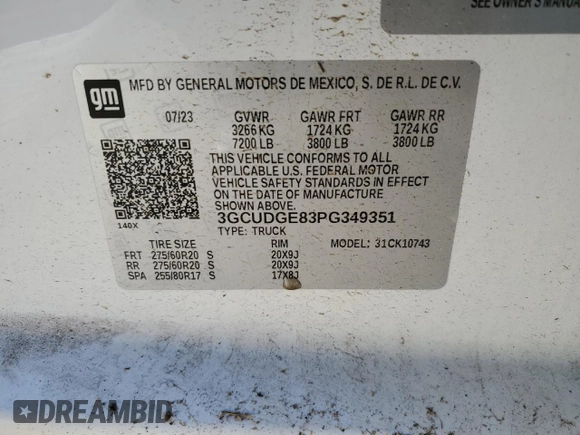 SEE OWNER'S MANUA
gm
MFD BY GENERAL MOTORS DE MEXICO, S. DE R.L. DE C.V.
07/23 GVWR GAWR FRT GAWR RR
3266 KG 1724 KG 1724 KG
7200 LB 3800 LB 3800 LB
THIS VEHICLE CONFORMS TO ALL
APPLICABLE U.S. FEDERAL MOTOR
VEHICLE SAFETY STANDARDS IN EFFECT
ON THE DATE OF MANUFACTURE
SHOWN ABOVE.
3GCUDGE83PG349351
140X
TYPE: TRUCK MODEL: 31CK10743
TIRE SIZE RIM
FRT 275/60R20 S 20X9J
RR 275/60R20 S 20X9J
SPA 255/80R17 S 17X8J
DREAMBID